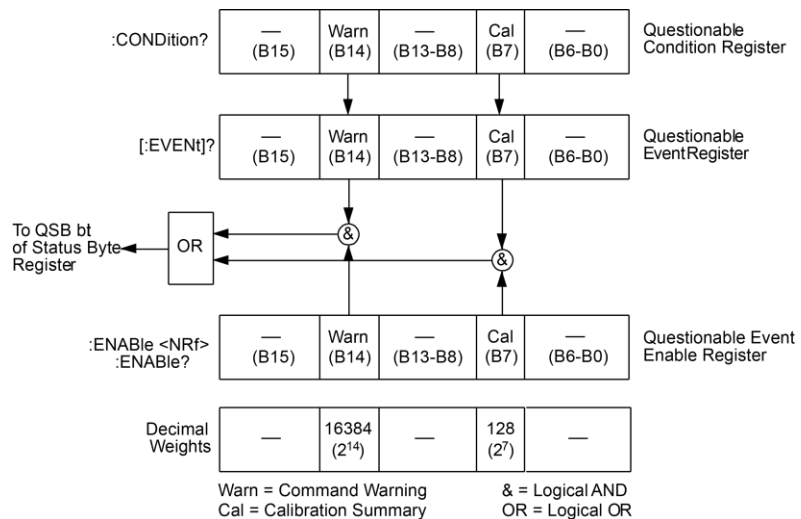 :CONDition?
—
(B15)
Warn
(B14)
—
(B13-B8)
Cal
(B7)
—
(B6-B0)
Questionable
Condition Register
[:EVENt]?
—
(B15)
Warn
(B14)
—
(B13-B8)
Cal
(B7)
—
(B6-B0)
Questionable
EventRegister
To QSB bt
of Status Byte
Register
OR
&
&
:ENABle <NRf>
:ENABle?
—
(B15)
Warn
(B14)
—
(B13-B8)
Cal
(B7)
—
(B6-B0)
Questionable Event
Enable Register
Decimal
Weights
—
16384
(2¹⁴)
—
128
(2⁷)
—
Warn = Command Warning
Cal = Calibration Summary
& = Logical AND
OR = Logical OR